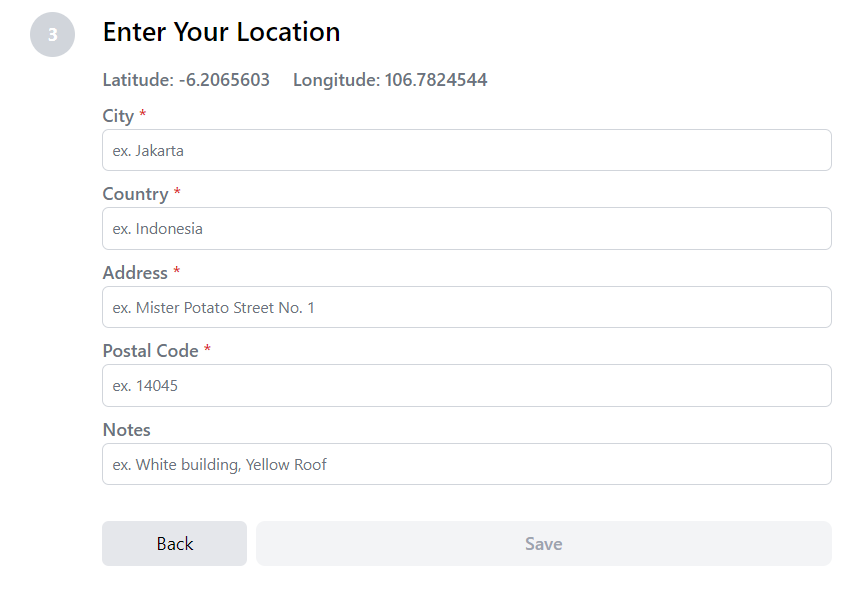 3
Enter Your Location
Latitude: -6.2065603 Longitude: 106.7824544
City *
ex. Jakarta
Country *
ex. Indonesia
Address *
ex. Mister Potato Street No. 1
Postal Code *
ex. 14045
Notes
ex. White building, Yellow Roof
Back Save